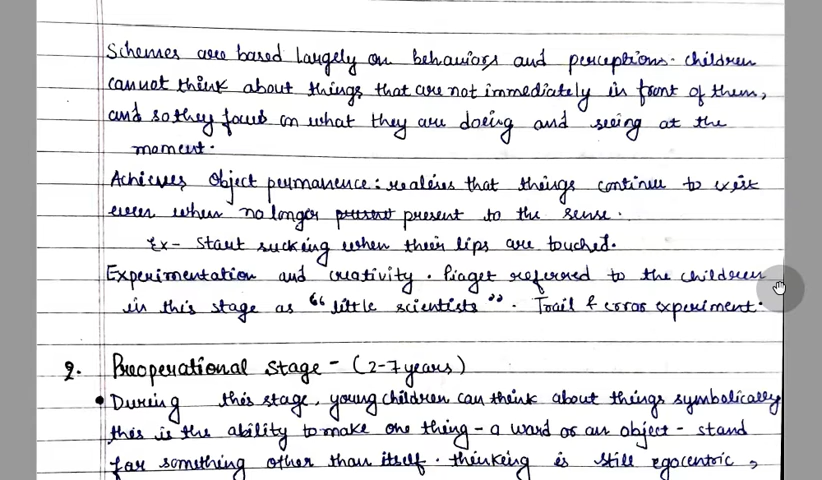 Schemes are based largely on behaviors and perceptions. children
cannot think about things that are not immediately in front of them,
and so they focus on what they are doing and seeing at the
moment.
Achieves Object permanence: realises that things continue to exist
even when no longer present present to the sense.
Ex- Start sucking when their lips are touched.
Experimentation and creativity. Piaget referred to the children
in this stage as "little scientists". Trail & error experiment.
2. Preoperational Stage - (2-7 years)
• During this stage, young children can think about things symbolically
this is the ability to make one thing - a word or an object - stand
for something other than itself. thinking is still egocentric,